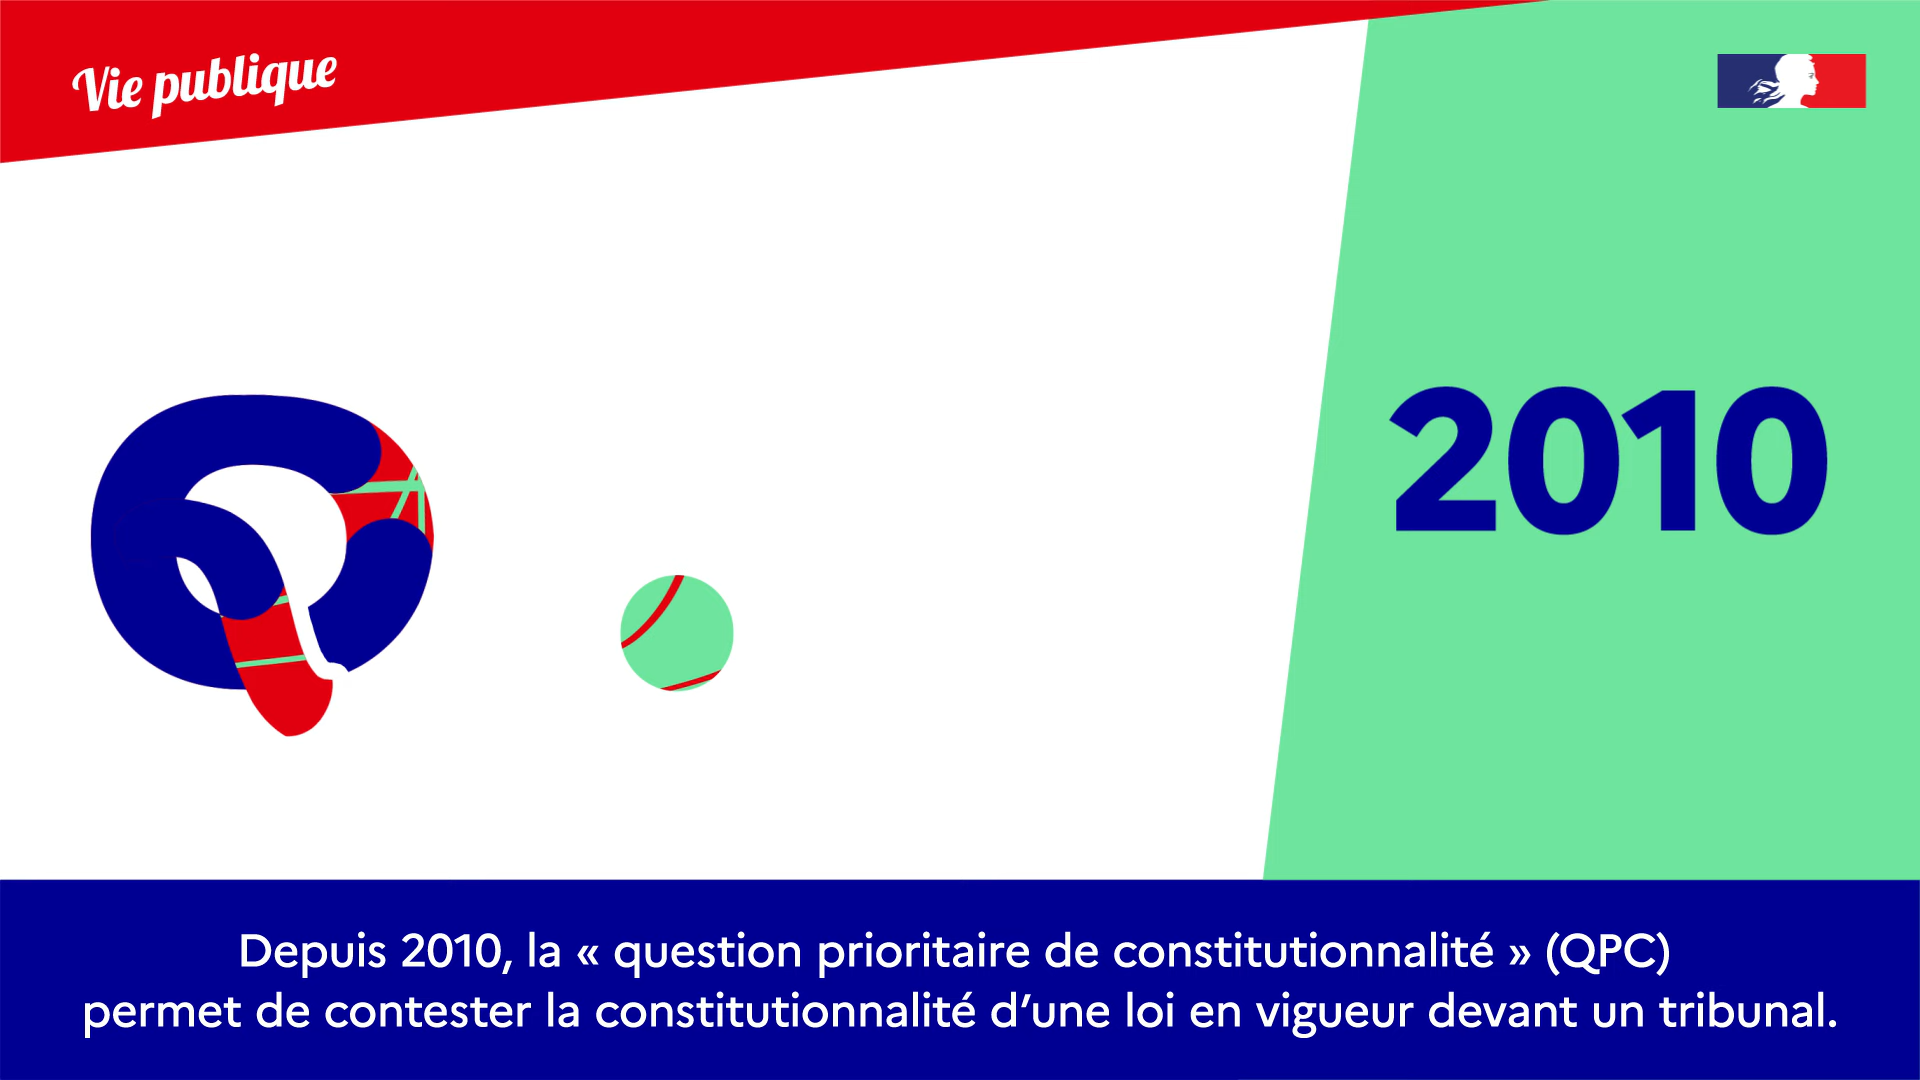 Vie publique
2010
Depuis 2010, la « question prioritaire de constitutionnalité » (QPC)
permet de contester la constitutionnalité d’une loi en vigueur devant un tribunal.